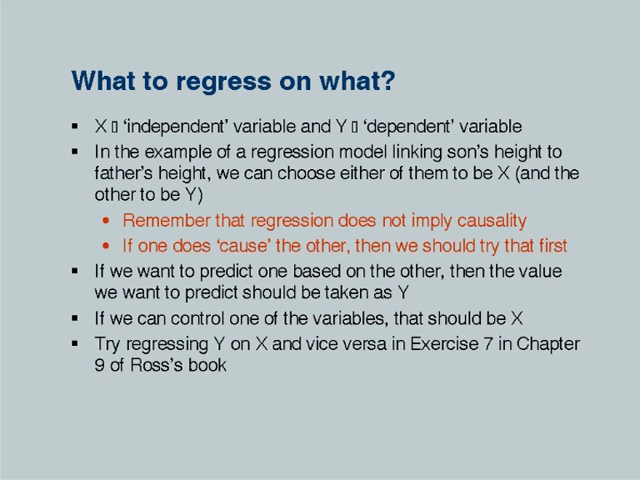 What to regress on what?
▪ X ▯ ‘independent’ variable and Y ▯ ‘dependent’ variable
▪ In the example of a regression model linking son’s height to
father’s height, we can choose either of them to be X (and the
other to be Y)
• Remember that regression does not imply causality
• If one does ‘cause’ the other, then we should try that first
▪ If we want to predict one based on the other, then the value
we want to predict should be taken as Y
▪ If we can control one of the variables, that should be X
▪ Try regressing Y on X and vice versa in Exercise 7 in Chapter
9 of Ross’s book